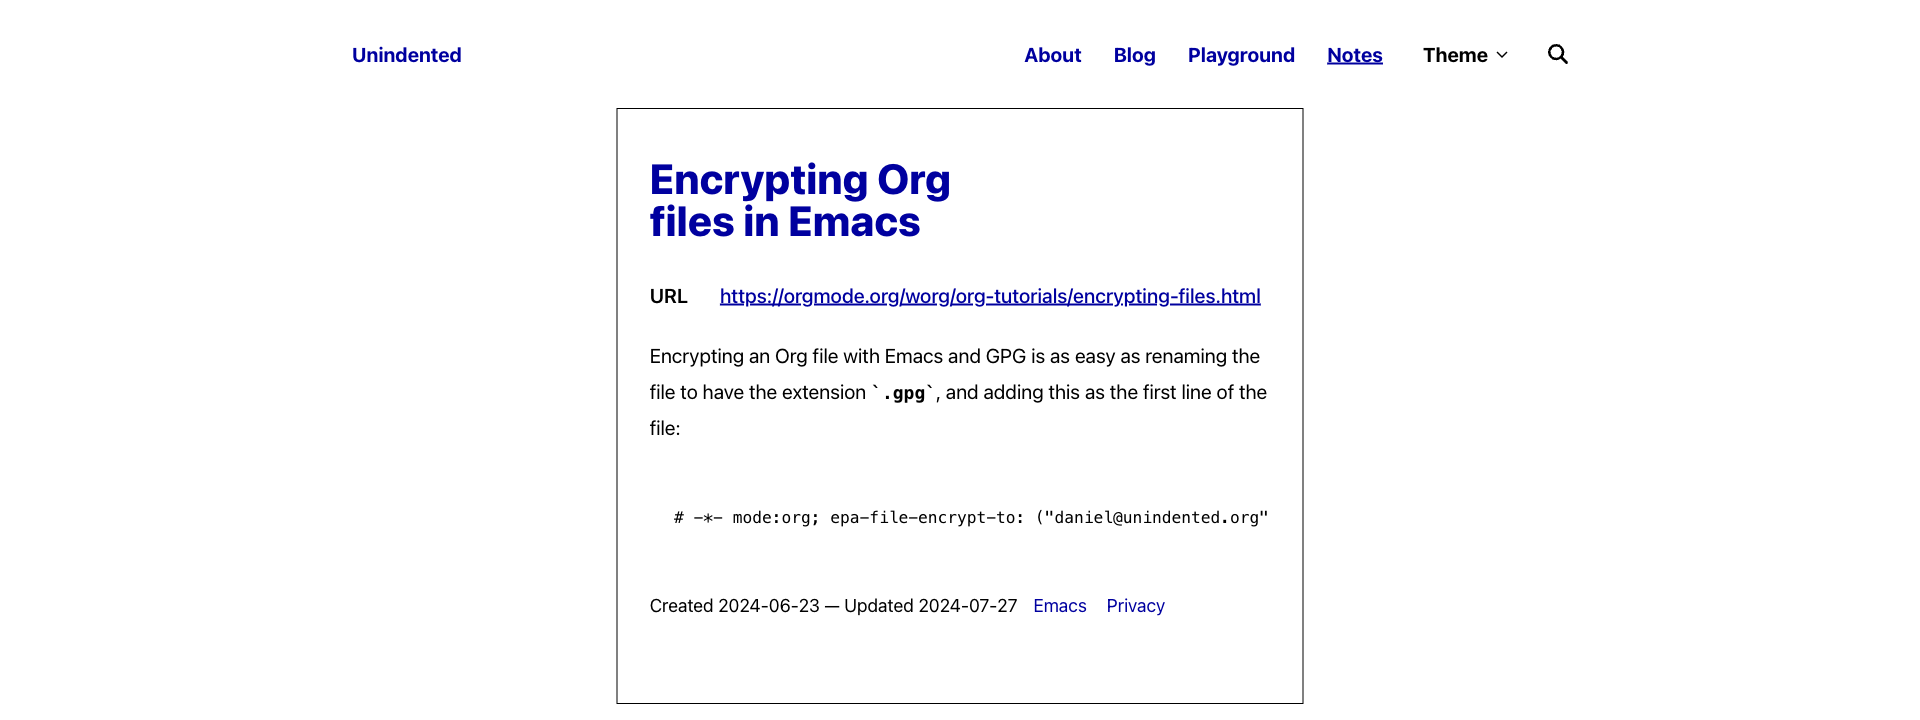 Unindented
About Blog Playground Notes Theme
Encrypting Org
files in Emacs
URL https://orgmode.org/worg/org-tutorials/encrypting-files.html
Encrypting an Org file with Emacs and GPG is as easy as renaming the
file to have the extension `.gpg`, and adding this as the first line of the
file:
# -*- mode:org; epa-file-encrypt-to: ("daniel@unindented.org"
Created 2024-06-23 — Updated 2024-07-27 Emacs Privacy